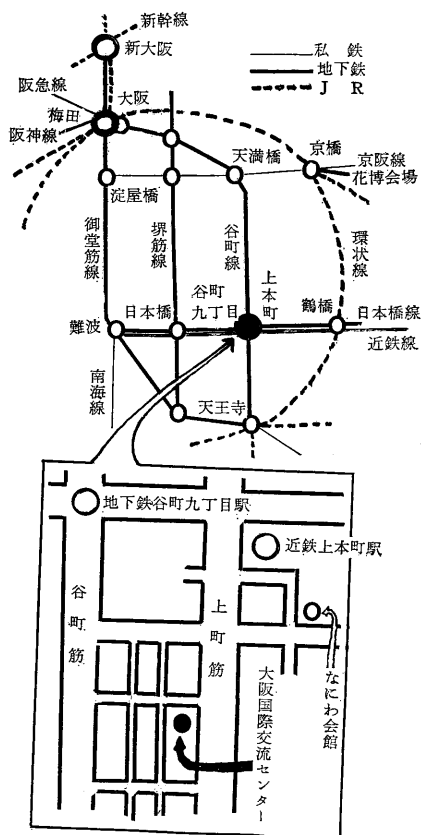 新幹線
新大阪
私鉄
地下鉄
JR
阪急線
梅田
大阪
阪神線
天満橋
京橋
京阪線
花博会場
淀屋橋
御堂筋線
堺筋線
谷町線
環状線
上本町
谷町
九丁目
鶴橋
日本橋
日本橋線
難波
近鉄線
南海線
天王寺
地下鉄谷町九丁目駅
近鉄上本町駅
谷町筋
上町筋
大阪国際交流センター
なにわ会館